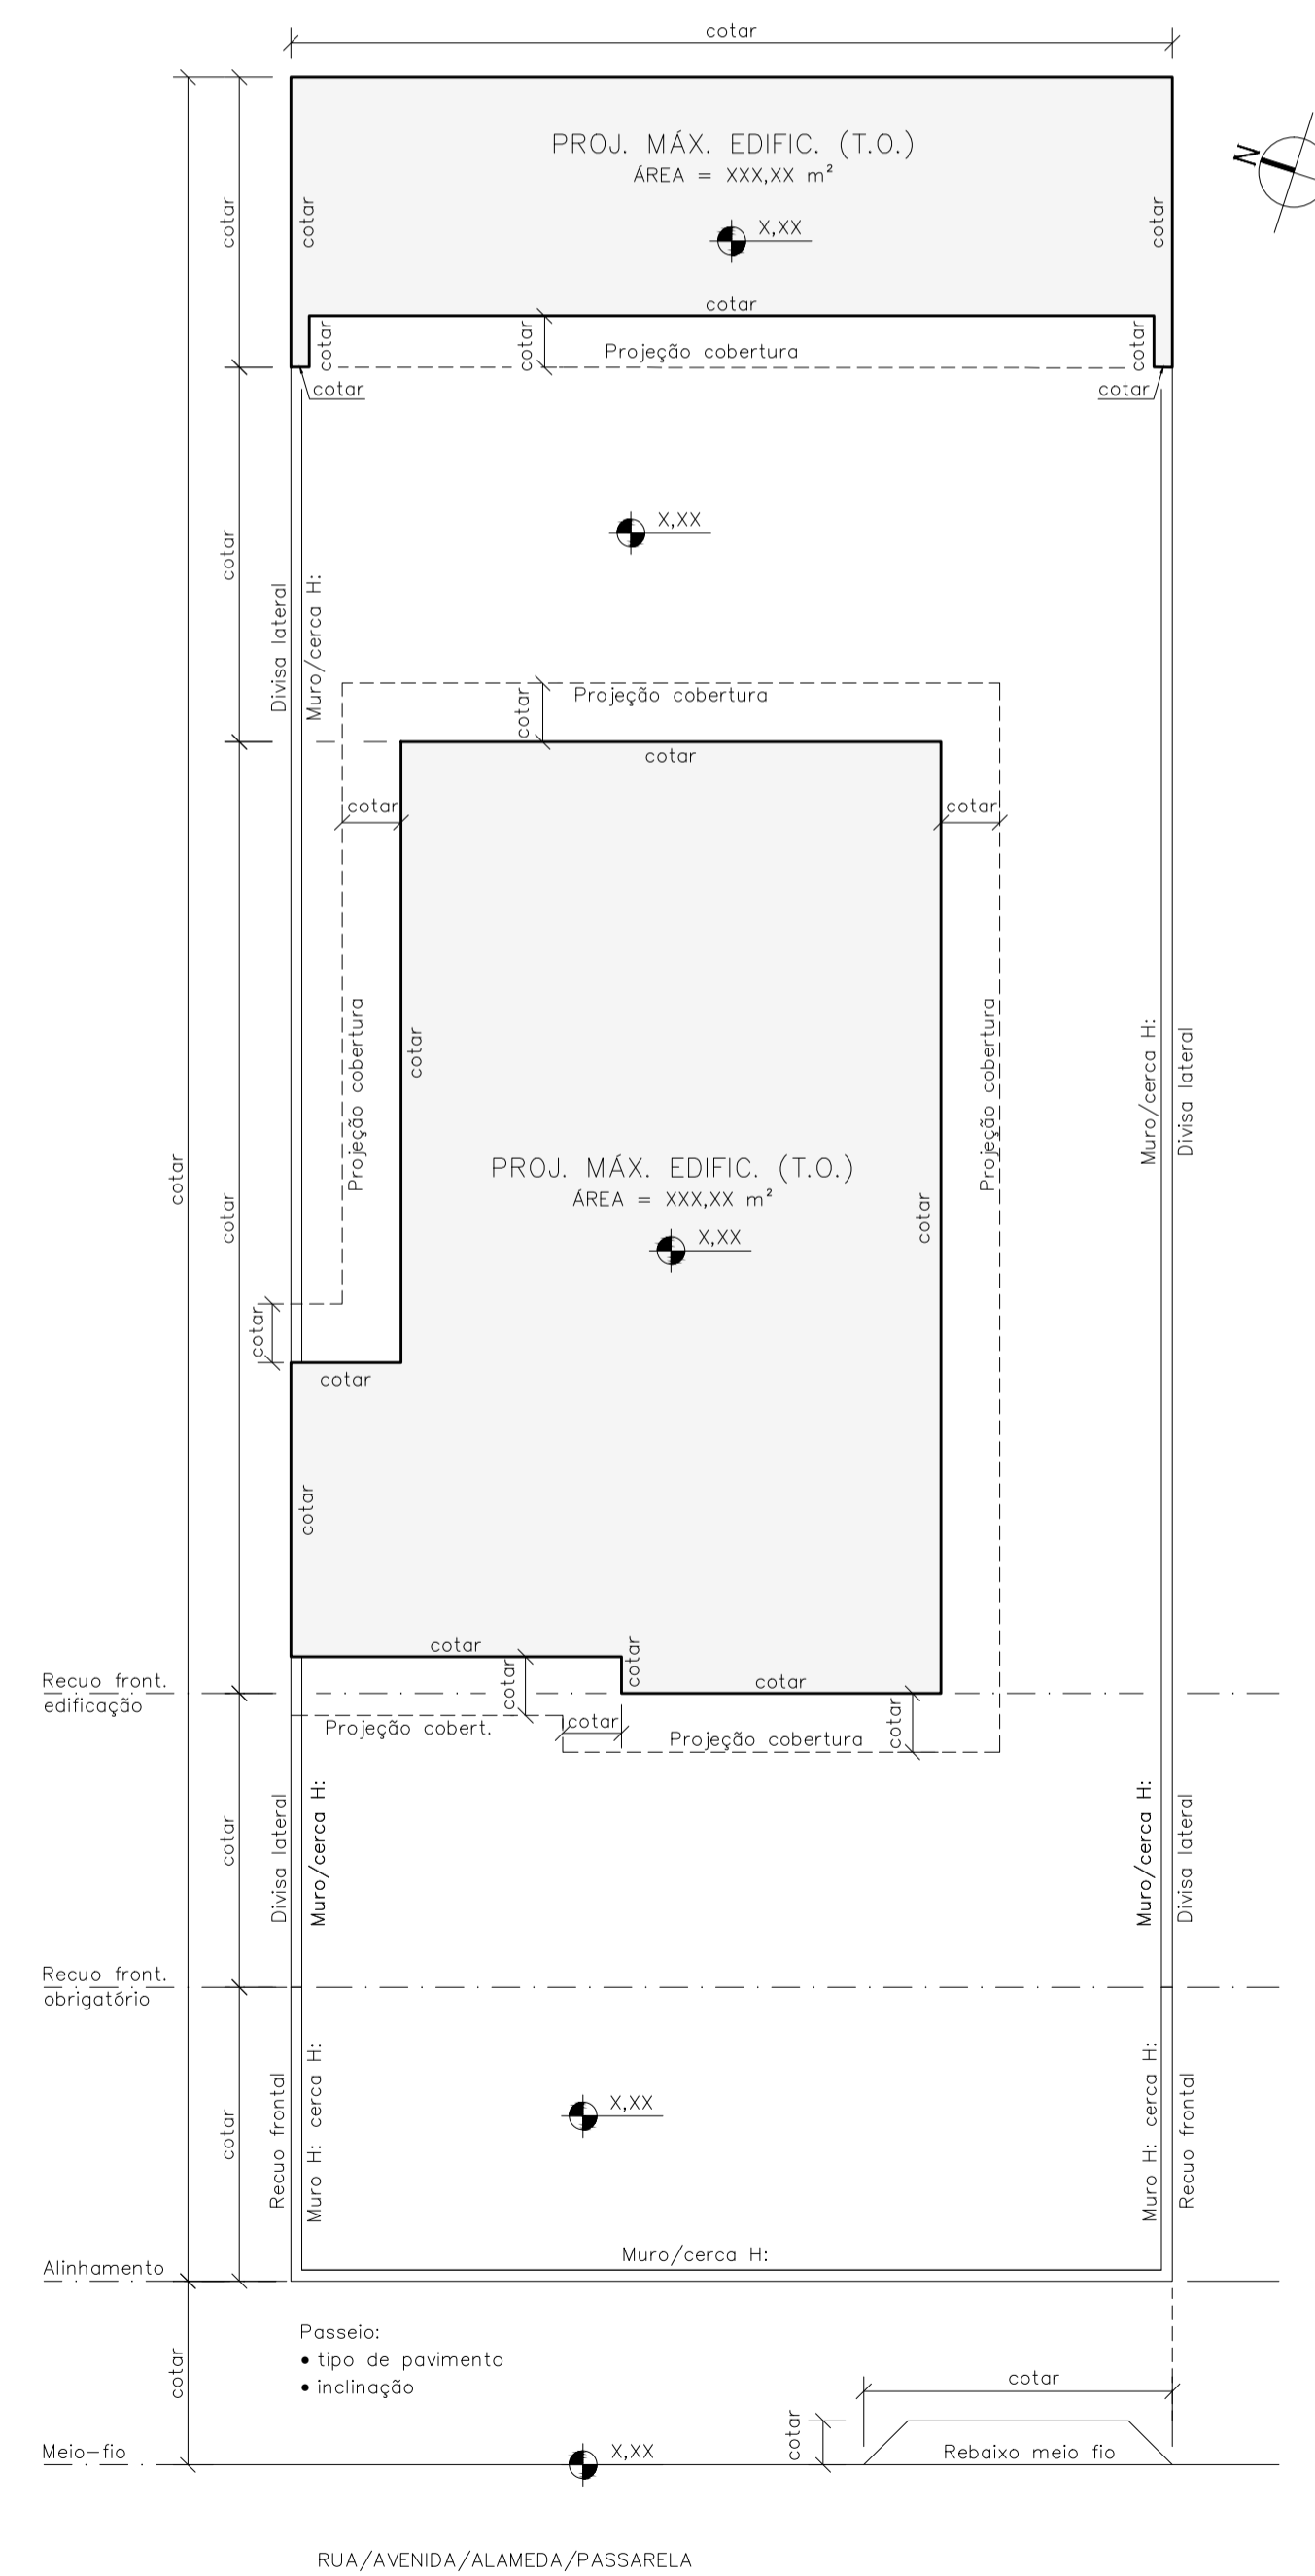 cotar
PROJ. MÁX. EDIFIC. (T.O.)
ÁREA = XXX,XX m²
N
cotar
cotar
cotar
X,XX
cotar
cotar
cotar
cotar
Projeção cobertura
cotar
cotar
X,XX
cotar
Divisa lateral
Muro/cerca H:
cotar
Projeção cobertura
cotar
cotar
cotar
Projeção cobertura
cotar
Projeção cobertura
Muro/cerca H:
Divisa lateral
cotar
cotar
PROJ. MÁX. EDIFIC. (T.O.)
ÁREA = XXX,XX m²
cotar
X,XX
cotar
cotar
cotar
cotar
cotar
cotar
Recuo front.
edificação
cotar
cotar
cotar
cotar
Projeção cobert.
Projeção cobertura
cotar
Divisa lateral
Muro/cerca H:
Muro/cerca H:
Divisa lateral
Recuo front.
obrigatório
cotar
Recuo frontal
Muro H: cerca H:
X,XX
Muro H: cerca H:
Recuo frontal
Muro/cerca H:
Alinhamento
Passeio:
• tipo de pavimento
• inclinação
cotar
cotar
cotar
Meio-fio
X,XX
Rebaixo meio fio
RUA/AVENIDA/ALAMEDA/PASSARELA